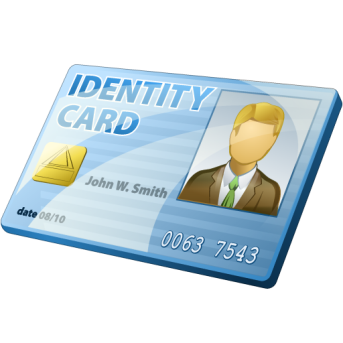 IDENTITY
CARD
John W. Smith
date 08/10
0063 7543